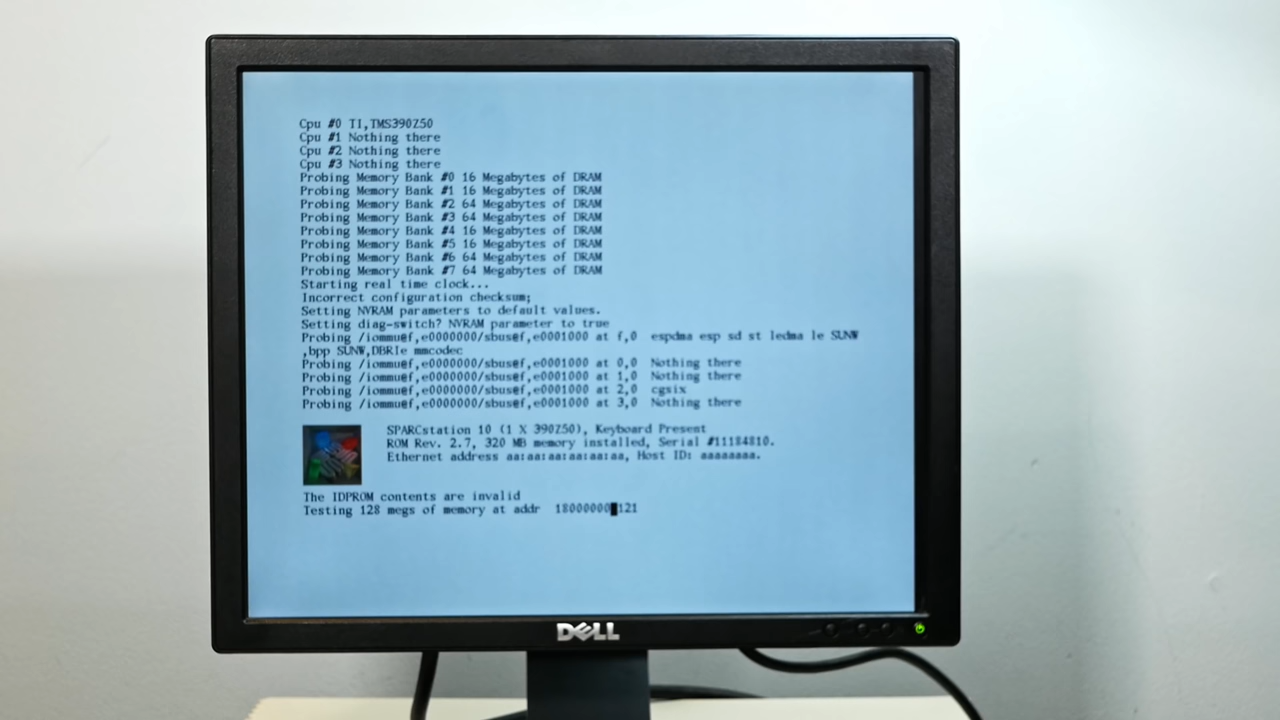 Cpu #0 TI,TMS390Z50
Cpu #1 Nothing there
Cpu #2 Nothing there
Cpu #3 Nothing there
Probing Memory Bank #0 16 Megabytes of DRAM
Probing Memory Bank #1 16 Megabytes of DRAM
Probing Memory Bank #2 64 Megabytes of DRAM
Probing Memory Bank #3 64 Megabytes of DRAM
Probing Memory Bank #4 16 Megabytes of DRAM
Probing Memory Bank #5 16 Megabytes of DRAM
Probing Memory Bank #6 64 Megabytes of DRAM
Probing Memory Bank #7 64 Megabytes of DRAM
Starting real time clock...
Incorrect configuration checksum;
Setting NVRAM parameters to default values.
Setting diag-switch? NVRAM parameter to true
Probing /iommu@f,e0000000/sbus@f,e0001000 at f,0  espdma esp sd st ledma le SUNW
,bpp SUNW,DBRIe mmcodec
Probing /iommu@f,e0000000/sbus@f,e0001000 at 0,0  Nothing there
Probing /iommu@f,e0000000/sbus@f,e0001000 at 1,0  Nothing there
Probing /iommu@f,e0000000/sbus@f,e0001000 at 2,0  cgsix
Probing /iommu@f,e0000000/sbus@f,e0001000 at 3,0  Nothing there
SPARCstation 10 (1 X 390Z50), Keyboard Present
ROM Rev. 2.7, 320 MB memory installed, Serial #11184810.
Ethernet address aa:aa:aa:aa:aa:aa, Host ID: aaaaaaaa.
The IDPROM contents are invalid
Testing 128 megs of memory at addr  18000000 121
DELL